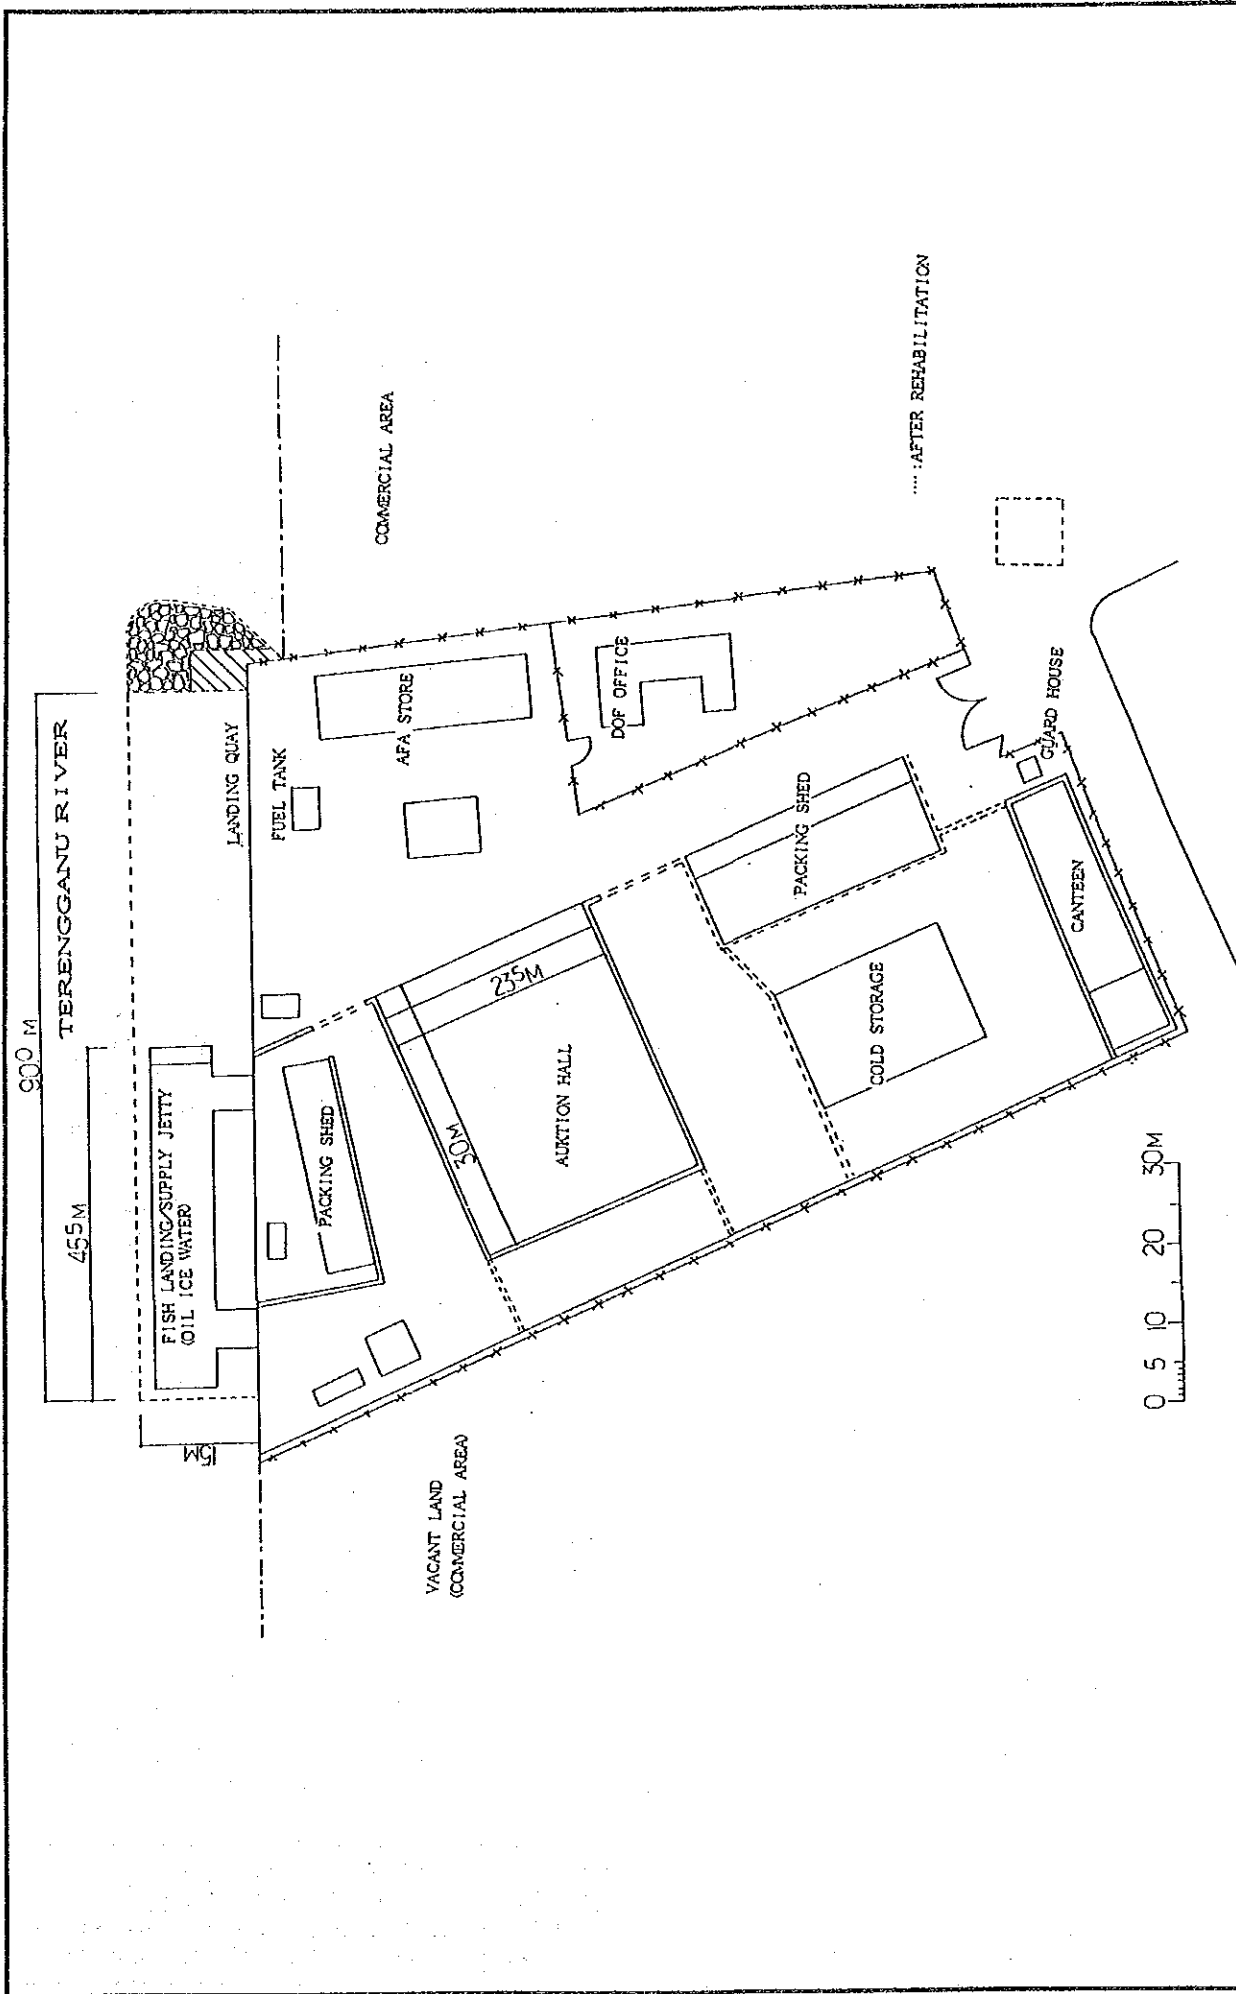 900 M
TERENGGANU RIVER
455M
15M
FISH LANDING/SUPPLY JETTY
(OIL ICE WATER)
LANDING QUAY
FUEL TANK
AFA STORE
COMMERCIAL AREA
PACKING SHED
30M
235M
AUKTION HALL
DOF OFFICE
PACKING SHED
COLD STORAGE
CANTEEN
GUARD HOUSE
.... :AFTER REHABILITATION
VACANT LAND
(COMMERCIAL AREA)
0 5 10 20 30M